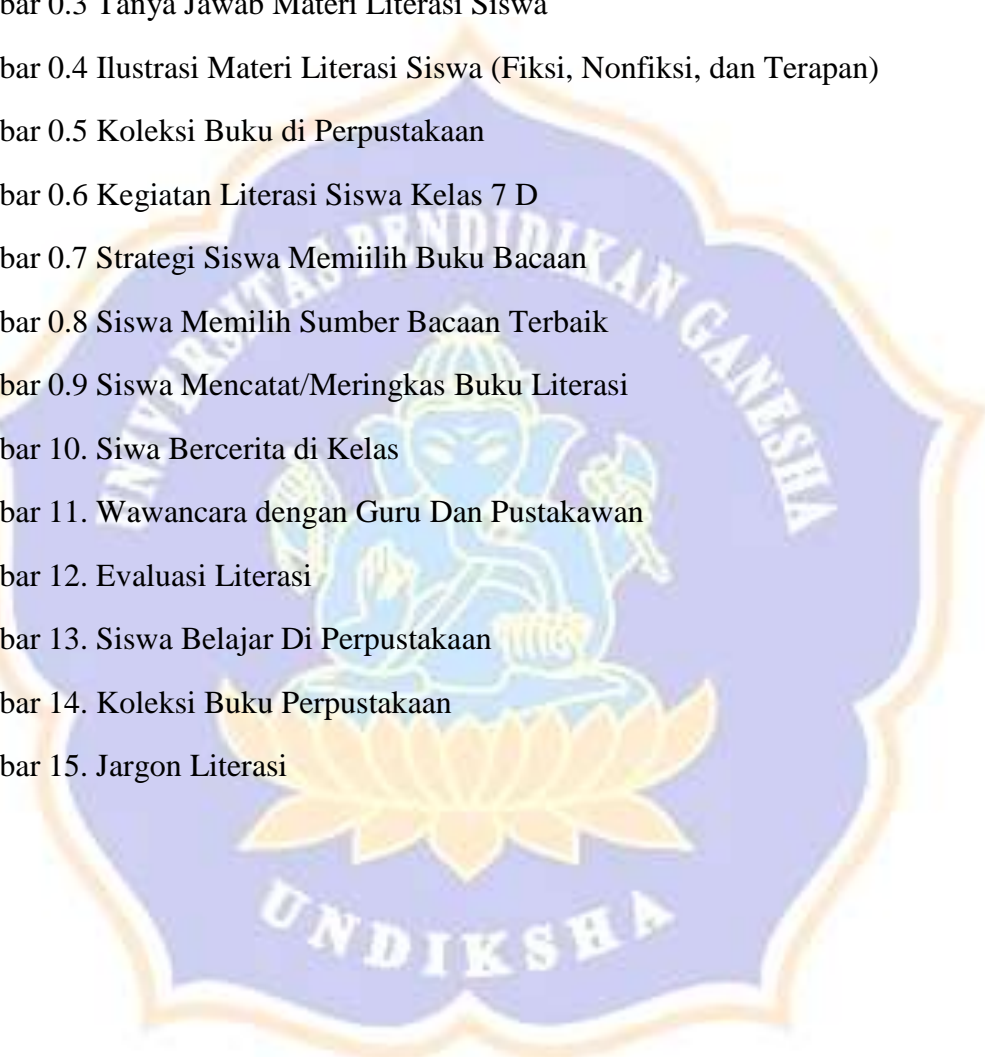 bar 0.3 Tanya Jawab Materi Literasi Siswa
bar 0.4 Ilustrasi Materi Literasi Siswa (Fiksi, Nonfiksi, dan Terapan)
bar 0.5 Koleksi Buku di Perpustakaan
bar 0.6 Kegiatan Literasi Siswa Kelas 7 D
bar 0.7 Strategi Siswa Memiilih Buku Bacaan
bar 0.8 Siswa Memilih Sumber Bacaan Terbaik
bar 0.9 Siswa Mencatat/Meringkas Buku Literasi
bar 10. Siwa Bercerita di Kelas
bar 11. Wawancara dengan Guru Dan Pustakawan
bar 12. Evaluasi Literasi
bar 13. Siswa Belajar Di Perpustakaan
bar 14. Koleksi Buku Perpustakaan
bar 15. Jargon Literasi
UNIVERSITAS PENDIDIKAN GANESHA
UNDIKSHA